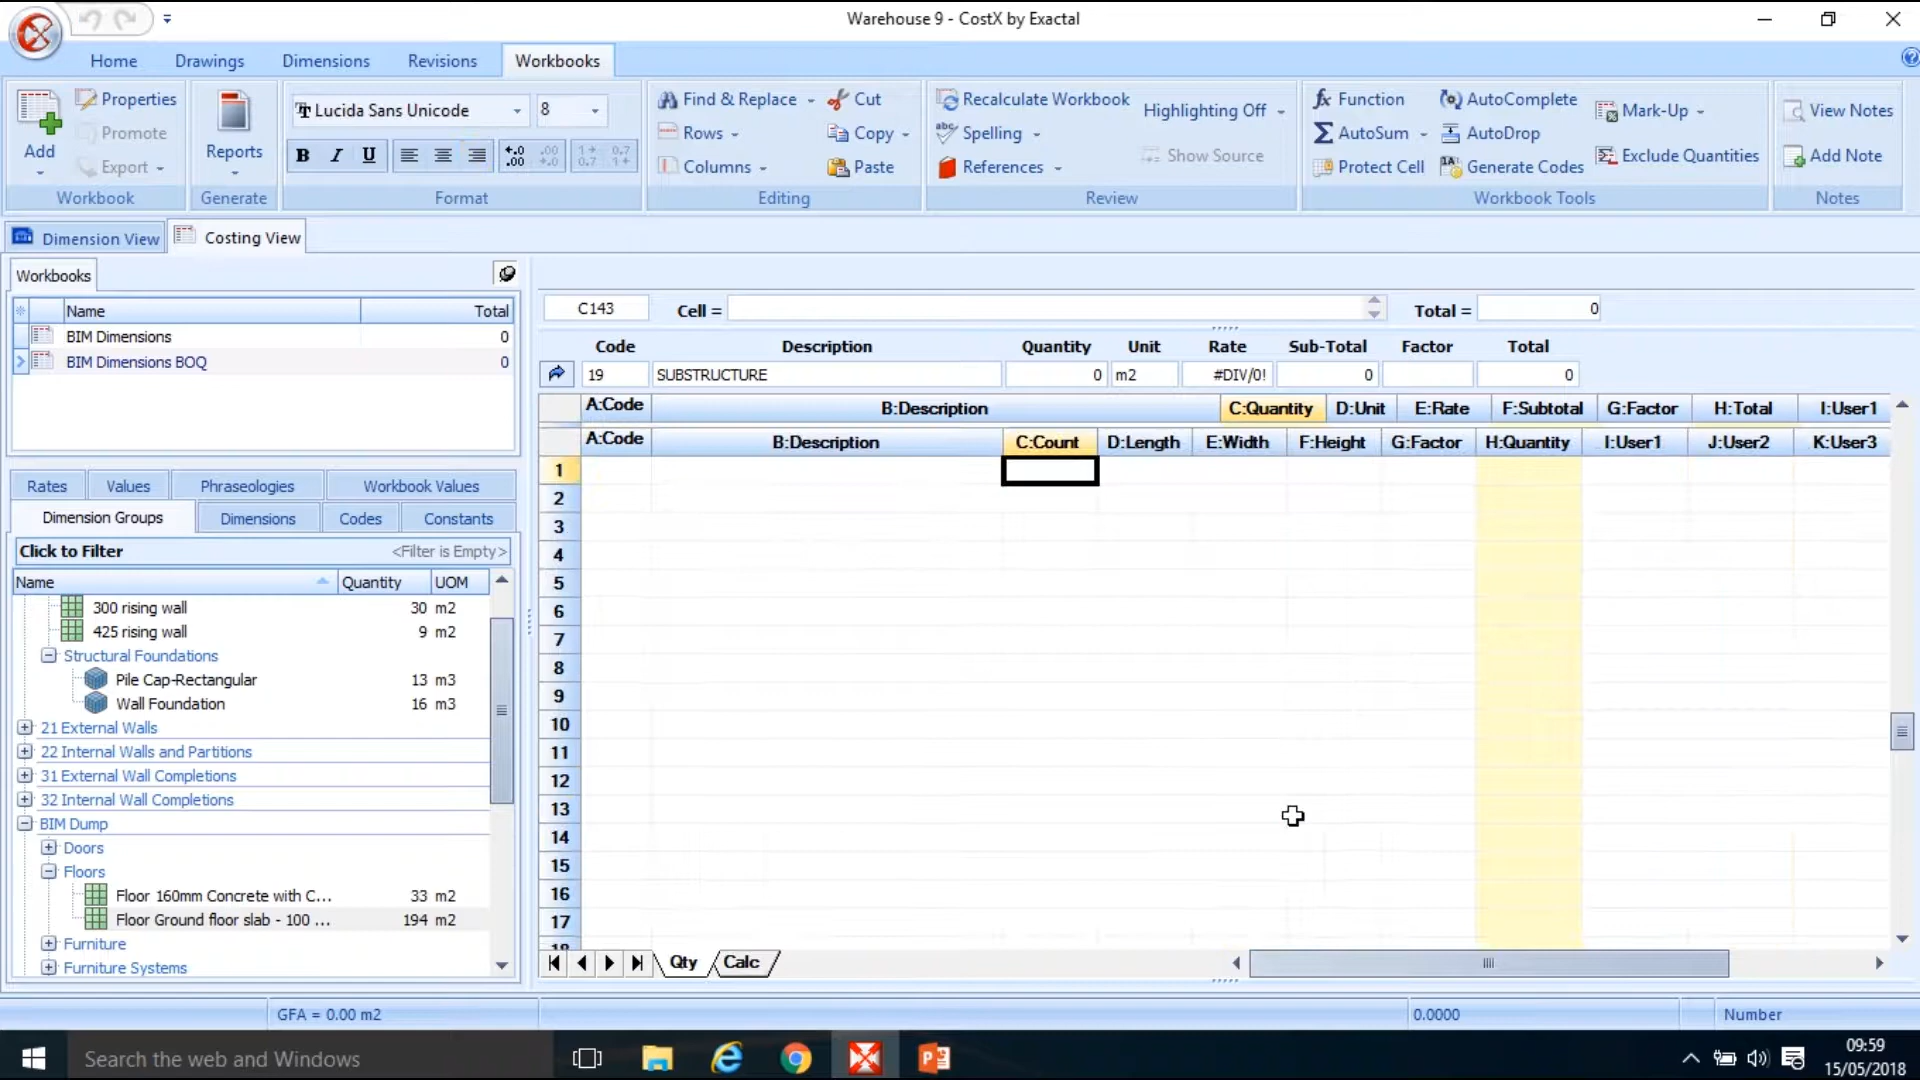 Warehouse 9 - CostX by Exactal
Home Drawings Dimensions Revisions Workbooks
Properties Lucida Sans Unicode 8 Find & Replace Cut Recalculate Workbook Highlighting Off Function AutoComplete Mark-Up View Notes
Promote Rows Copy Spelling AutoSum AutoDrop
Add Export Reports B I U Columns Paste References Show Source Protect Cell Generate Codes Exclude Quantities Add Note
Workbook Generate Format Editing Review Workbook Tools Notes
Dimension View Costing View
Workbooks
Name Total
BIM Dimensions 0
BIM Dimensions BOQ 0
C143 Cell = Total = 0
Code Description Quantity Unit Rate Sub-Total Factor Total
19 SUBSTRUCTURE 0 m2 #DIV/0! 0 0
A:Code B:Description C:Quantity D:Unit E:Rate F:Subtotal G:Factor H:Total I:User1
A:Code B:Description C:Count D:Length E:Width F:Height G:Factor H:Quantity I:User1 J:User2 K:User3
1
2
3
4
5
6
7
8
9
10
11
12
13
14
15
16
17
18
Rates Values Phraseologies Workbook Values
Dimension Groups Dimensions Codes Constants
Click to Filter <Filter is Empty>
Name Quantity UOM
300 rising wall 30 m2
425 rising wall 9 m2
Structural Foundations
Pile Cap-Rectangular 13 m3
Wall Foundation 16 m3
21 External Walls
22 Internal Walls and Partitions
31 External Wall Completions
32 Internal Wall Completions
BIM Dump
Doors
Floors
Floor 160mm Concrete with C... 33 m2
Floor Ground floor slab - 100 ... 194 m2
Furniture
Furniture Systems
Qty Calc
GFA = 0.00 m2 0.0000 Number
Search the web and Windows
09:59
15/05/2018